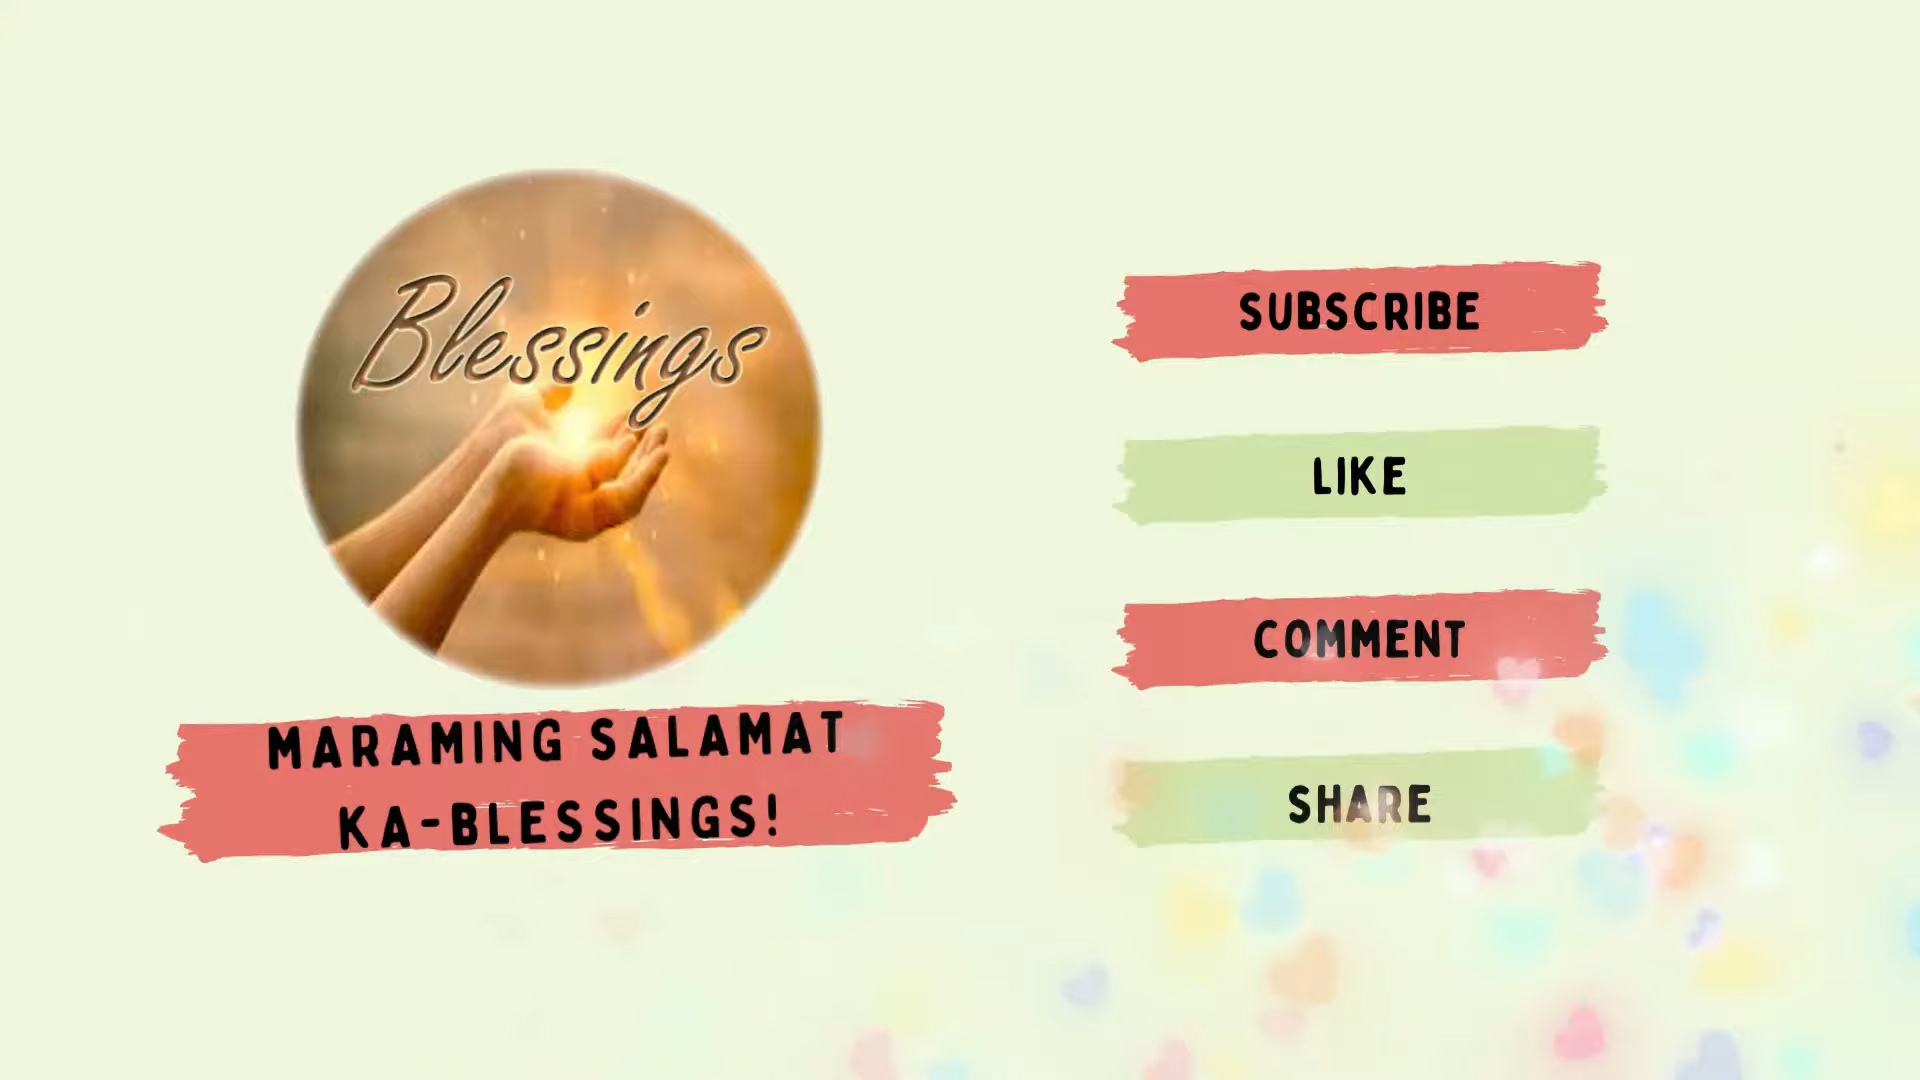 Blessings
MARAMING SALAMAT
KA-BLESSINGS!
SUBSCRIBE
LIKE
COMMENT
SHARE